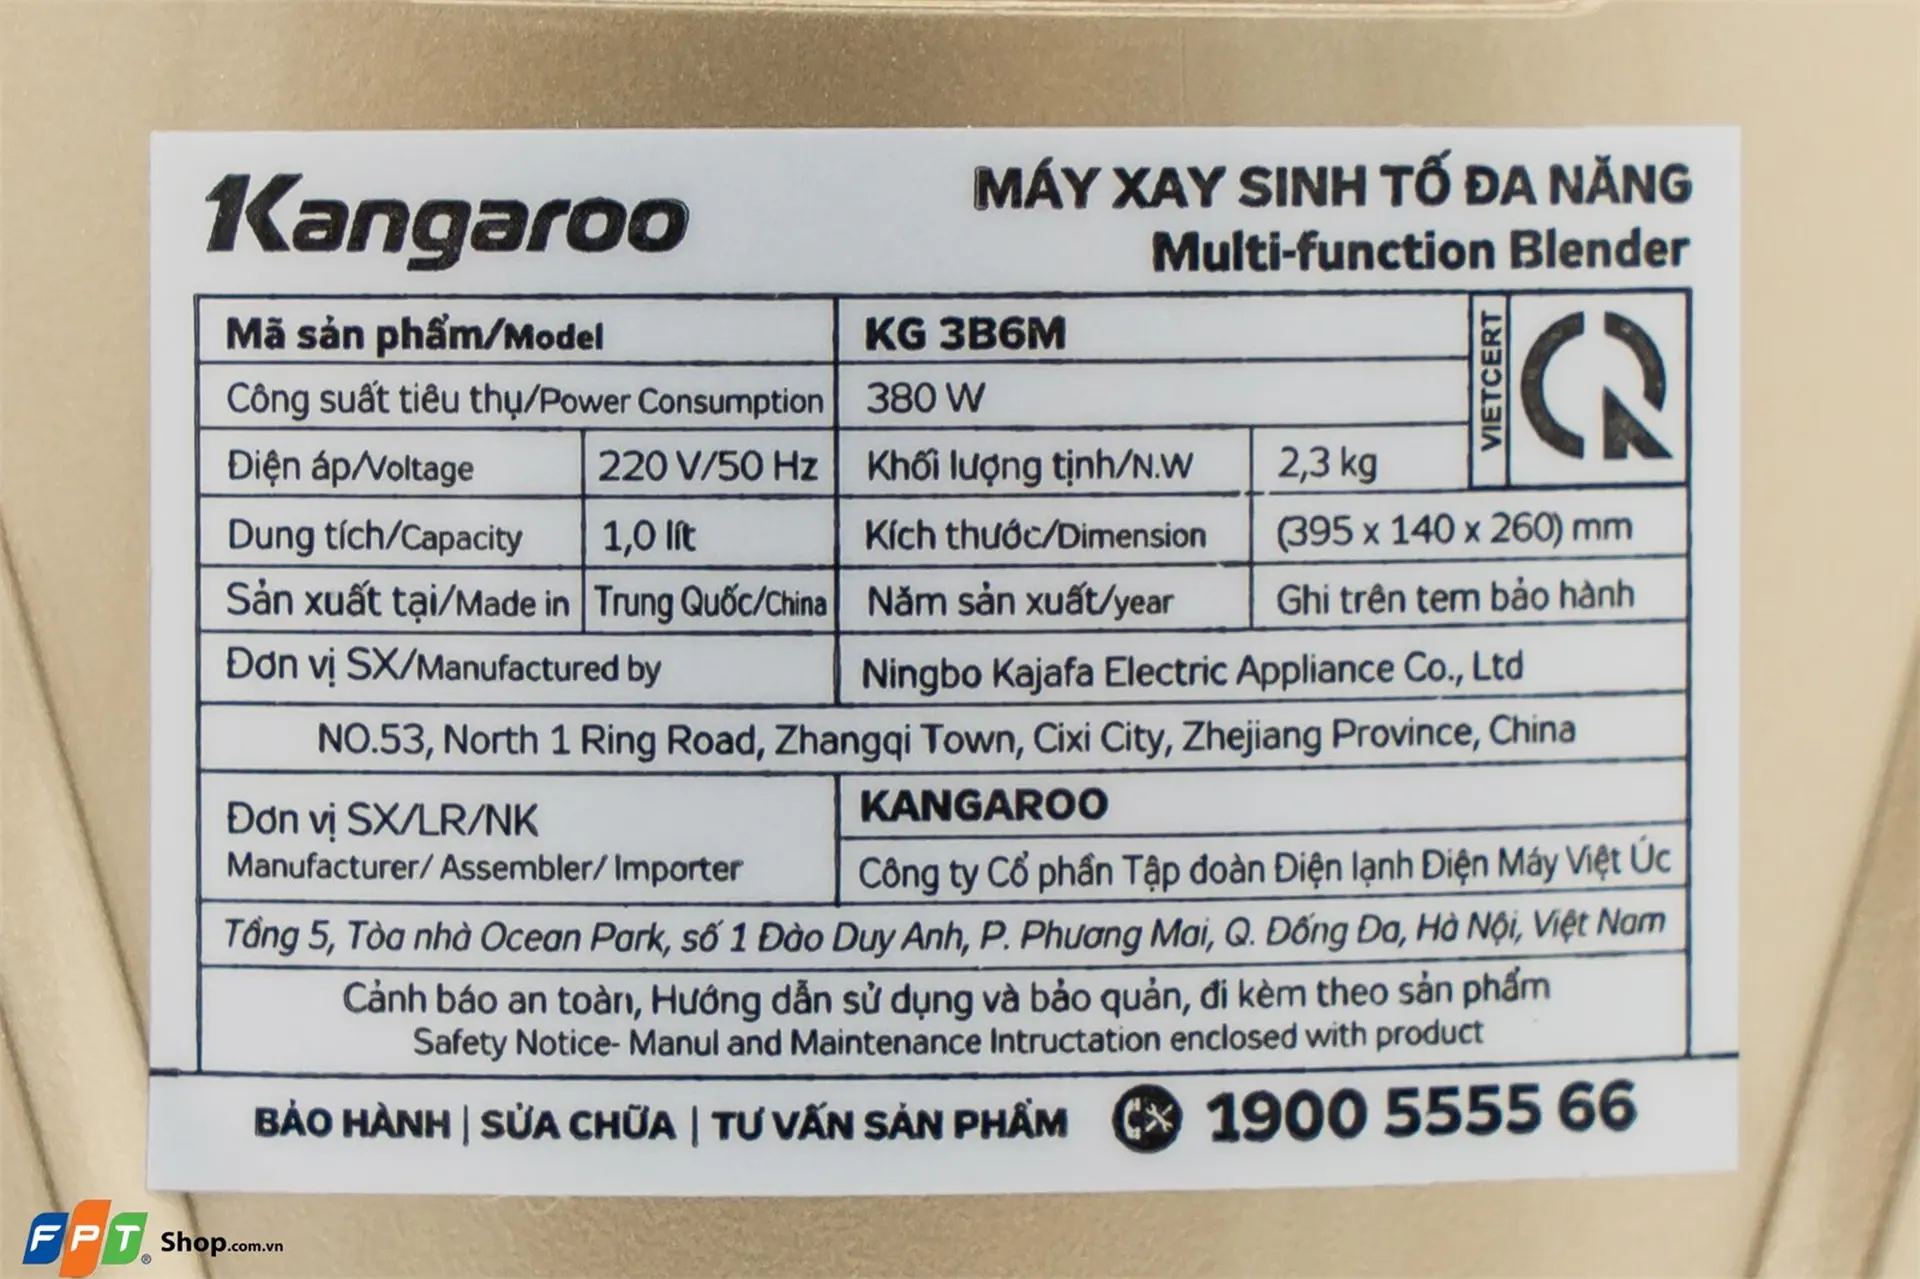 Kangaroo
MÁY XAY SINH TỐ ĐA NĂNG
Multi-function Blender
Mã sản phẩm/Model KG 3B6M
VIETCERT
Công suất tiêu thụ/Power Consumption 380 W
Điện áp/Voltage 220 V/50 Hz Khối lượng tịnh/N.W 2,3 kg
Dung tích/Capacity 1,0 lít Kích thước/Dimension (395 x 140 x 260) mm
Sản xuất tại/Made in Trung Quốc/China Năm sản xuất/year Ghi trên tem bảo hành
Đơn vị SX/Manufactured by Ningbo Kajafa Electric Appliance Co., Ltd
NO.53, North 1 Ring Road, Zhangqi Town, Cixi City, Zhejiang Province, China
Đơn vị SX/LR/NK
Manufacturer/ Assembler/ Importer
KANGAROO
Công ty Cổ phần Tập đoàn Điện lạnh Điện Máy Việt Úc
Tầng 5, Tòa nhà Ocean Park, số 1 Đào Duy Anh, P. Phương Mai, Q. Đống Đa, Hà Nội, Việt Nam
Cảnh báo an toàn, Hướng dẫn sử dụng và bảo quản, đi kèm theo sản phẩm
Safety Notice- Manul and Maintenance Intructation enclosed with product
BẢO HÀNH | SỬA CHỮA | TƯ VẤN SẢN PHẨM 1900 5555 66
FPT® Shop.com.vn